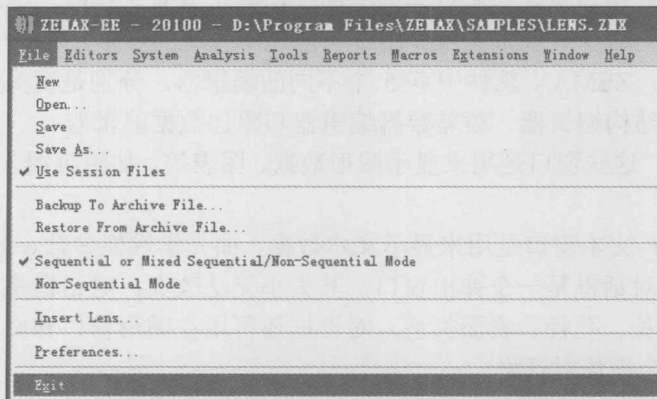 ZEMAX-EE - 20100 - D:\Program Files\ZEMAX\SAMPLES\LENS.ZMX
File Editors System Analysis Tools Reports Macros Extensions Window Help
New
Open...
Save
Save As...
✓ Use Session Files
Backup To Archive File...
Restore From Archive File...
✓ Sequential or Mixed Sequential/Non-Sequential Mode
Non-Sequential Mode
Insert Lens...
Preferences...
Exit